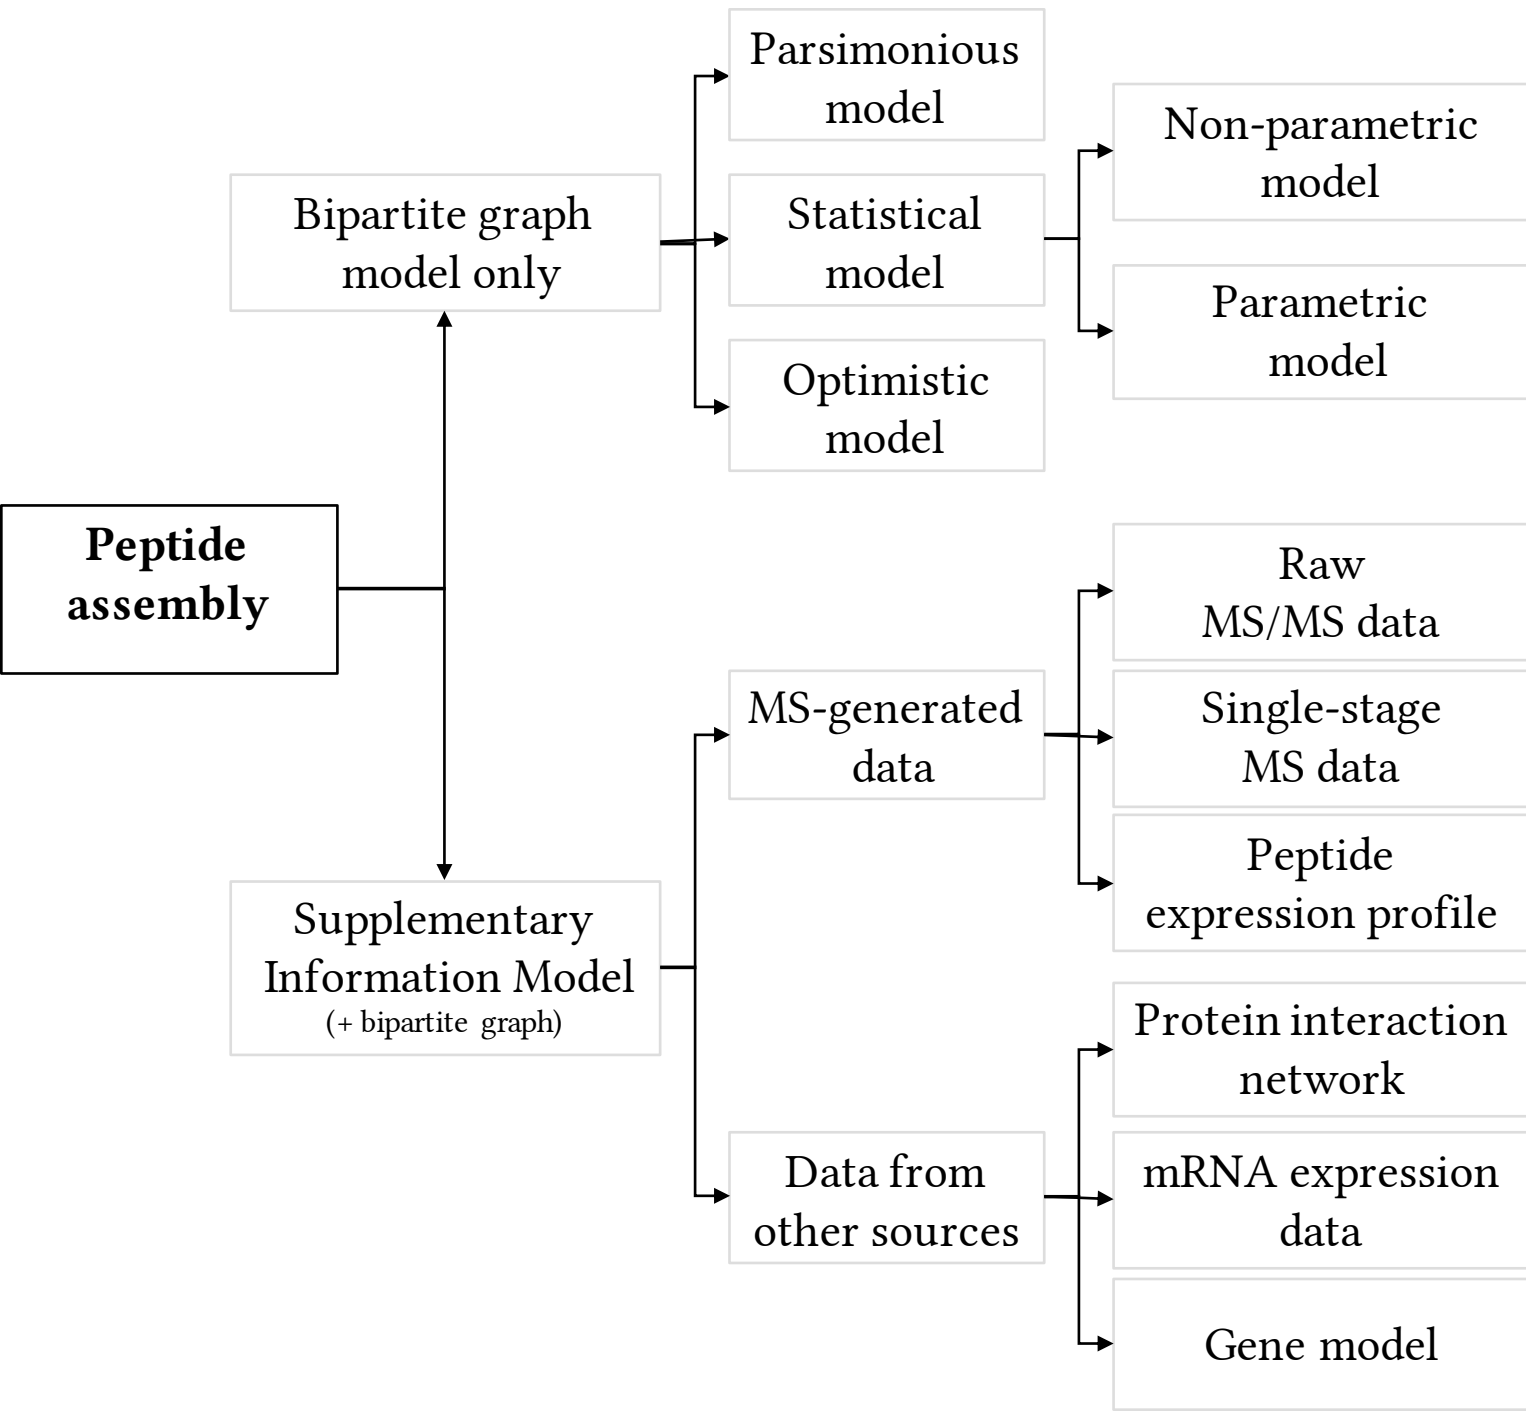 Parsimonious
model
Non-parametric
model
Bipartite graph
model only
Statistical
model
Parametric
model
Optimistic
model
Peptide
assembly
Raw
MS/MS data
MS-generated
data
Single-stage
MS data
Peptide
expression profile
Supplementary
Information Model
(+ bipartite graph)
Protein interaction
network
Data from
other sources
mRNA expression
data
Gene model